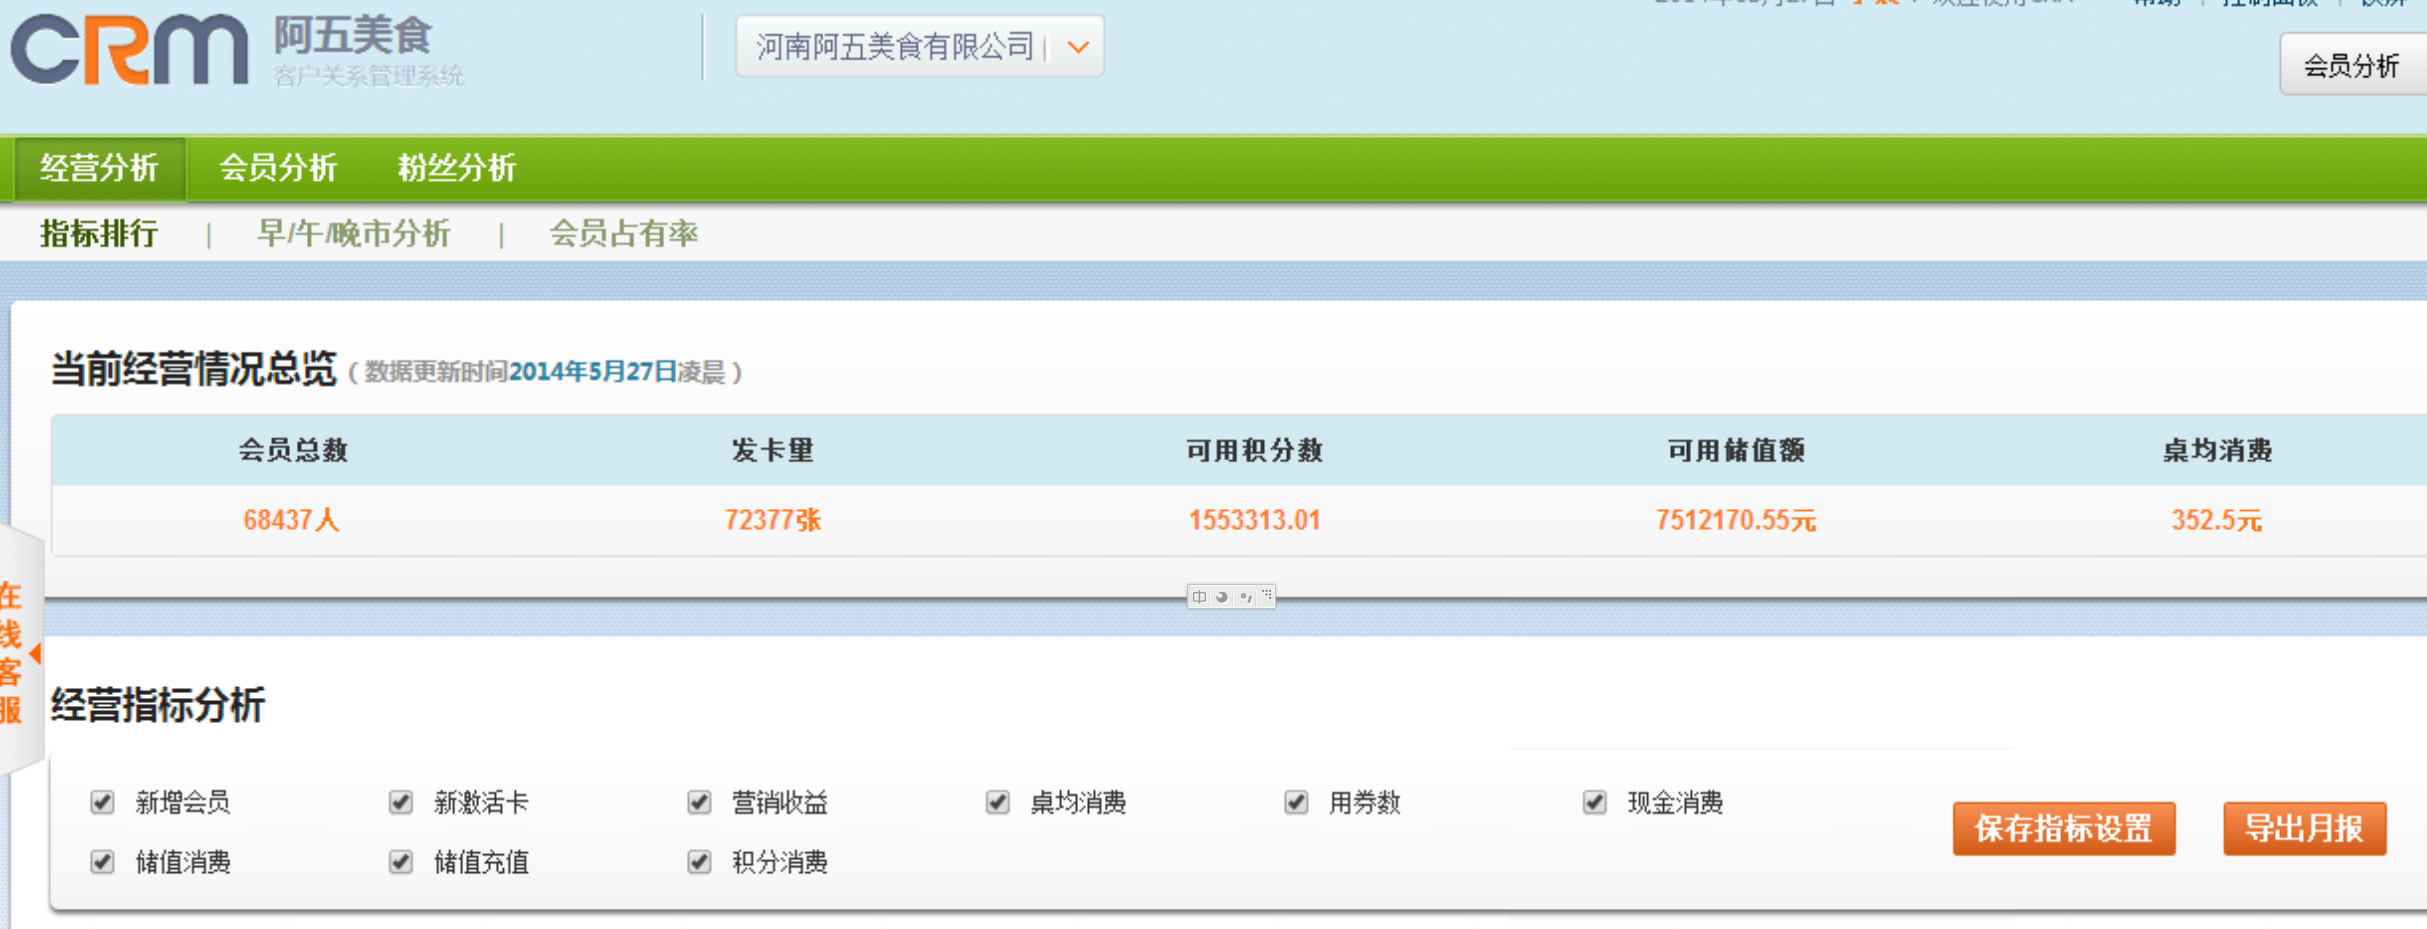 CRM 阿五美食
客户关系管理系统
河南阿五美食有限公司
会员分析
经营分析 会员分析 粉丝分析
指标排行 | 早/午/晚市分析 | 会员占有率
当前经营情况总览（数据更新时间2014年5月27日凌晨）
会员总数 发卡量 可用积分数 可用储值额 桌均消费
68437人 72377张 1553313.01 7512170.55元 352.5元
中
在线客服
经营指标分析
新增会员 新激活卡 营销收益 桌均消费 用券数 现金消费
保存指标设置 导出月报
储值消费 储值充值 积分消费